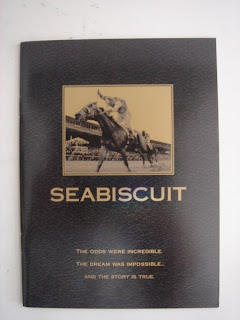 SEABISCUIT
THE ODDS WERE INCREDIBLE.
THE DREAM WAS IMPOSSIBLE...
AND THE STORY IS TRUE.